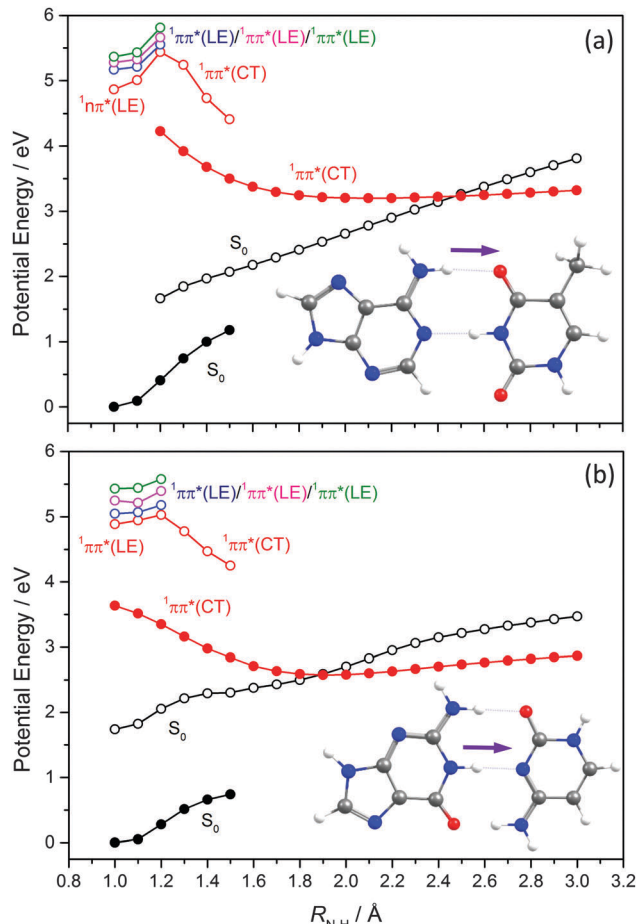 (a)
6
5
4
3
2
1
0
Potential Energy / eV
¹ππ*(LE)/¹ππ*(LE)/¹ππ*(LE)
¹ππ*(CT)
¹nπ*(LE)
¹ππ*(CT)
S₀
S₀
(b)
6
5
4
3
2
1
0
Potential Energy / eV
¹ππ*(LE)/¹ππ*(LE)/¹ππ*(LE)
¹ππ*(LE)
¹ππ*(CT)
¹ππ*(CT)
S₀
S₀
0.8 1.0 1.2 1.4 1.6 1.8 2.0 2.2 2.4 2.6 2.8 3.0 3.2
R_N-H / Å